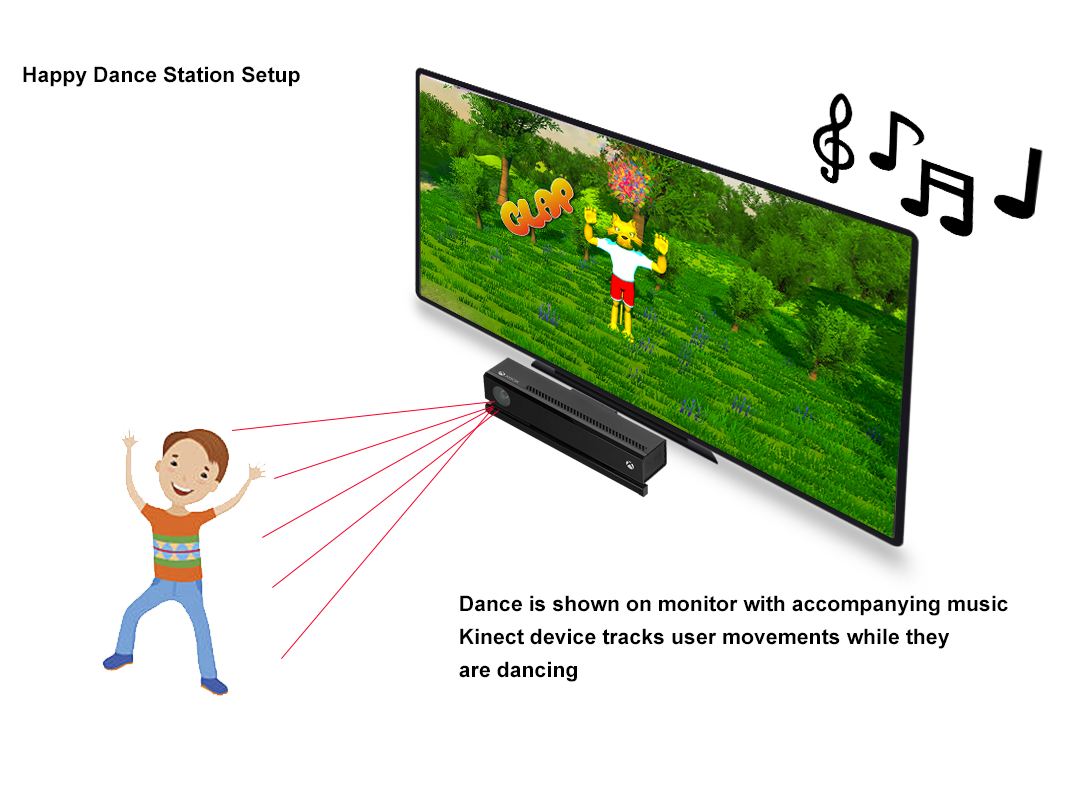 Happy Dance Station Setup
CLAP
XBOX
Dance is shown on monitor with accompanying music
Kinect device tracks user movements while they
are dancing